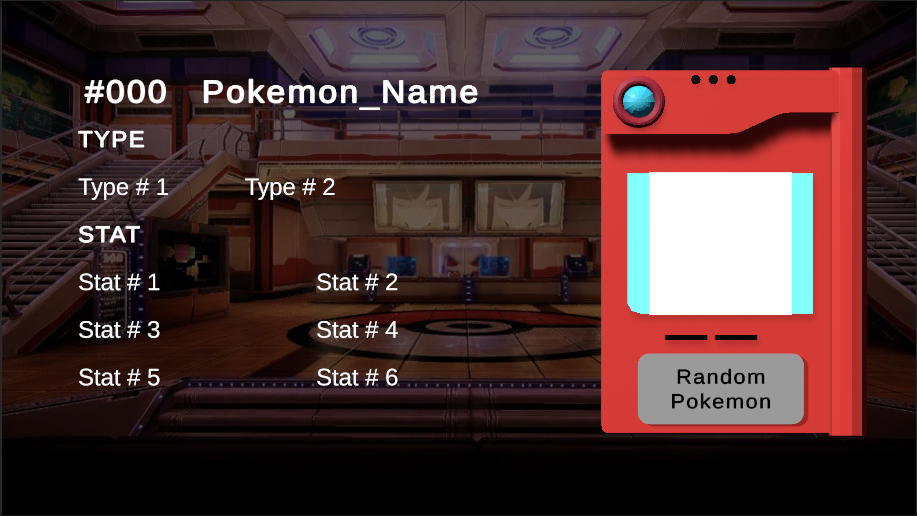 #000 Pokemon_Name
TYPE
Type # 1 Type # 2
STAT
Stat # 1 Stat # 2
Stat # 3 Stat # 4
Stat # 5 Stat # 6
Random
Pokemon